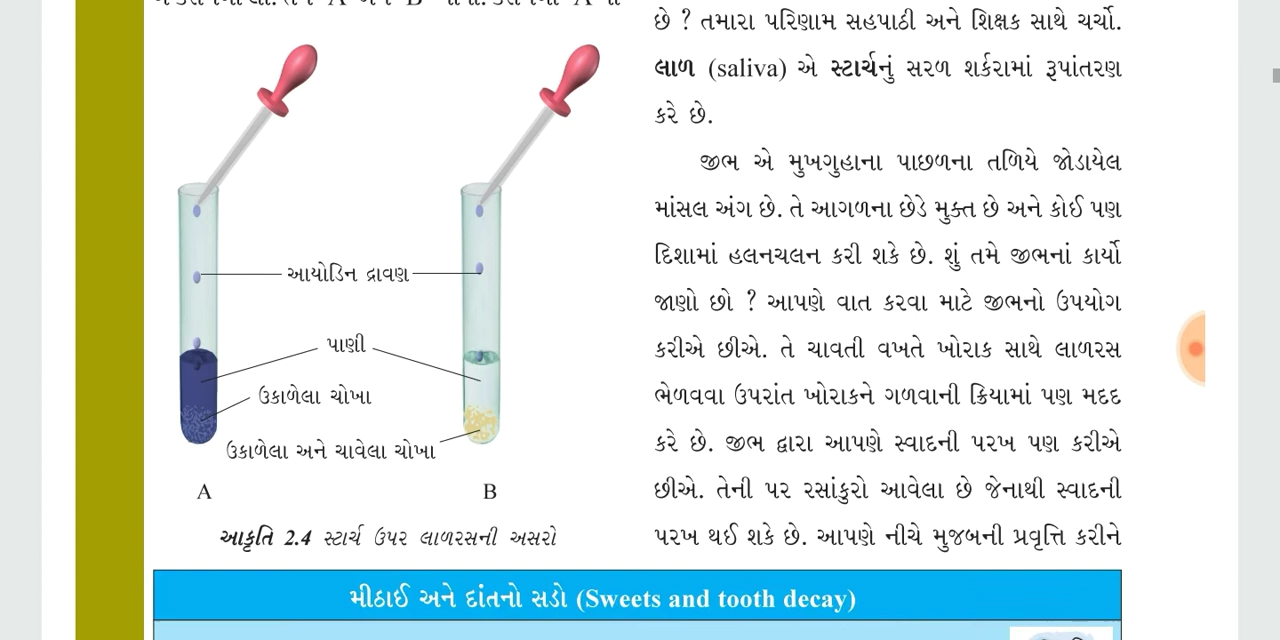 આયોડિન દ્રાવણ
પાણી
ઉકાળેલા ચોખા
ઉકાળેલા અને ચાવેલા ચોખા
A
B
આકૃતિ 2.4 સ્ટાર્ચ ઉપર લાળરસની અસરો
છે ? તમારા પરિણામ સહપાઠી અને શિક્ષક સાથે ચર્ચો.
લાળ (saliva) એ સ્ટાર્ચનું સરળ શર્કરામાં રૂપાંતરણ
કરે છે.
જીભ એ મુખગુહાના પાછળના તળિયે જોડાયેલ
માંસલ અંગ છે. તે આગળના છેડે મુક્ત છે અને કોઈ પણ
દિશામાં હલનચલન કરી શકે છે. શું તમે જીભનાં કાર્યો
જાણો છો ? આપણે વાત કરવા માટે જીભનો ઉપયોગ
કરીએ છીએ. તે ચાવતી વખતે ખોરાક સાથે લાળરસ
ભેળવવા ઉપરાંત ખોરાકને ગળવાની ક્રિયામાં પણ મદદ
કરે છે. જીભ દ્વારા આપણે સ્વાદની પરખ પણ કરીએ
છીએ. તેની પર રસાંકુરો આવેલા છે જેનાથી સ્વાદની
પરખ થઈ શકે છે. આપણે નીચે મુજબની પ્રવૃત્તિ કરીને
મીઠાઈ અને દાંતનો સડો (Sweets and tooth decay)